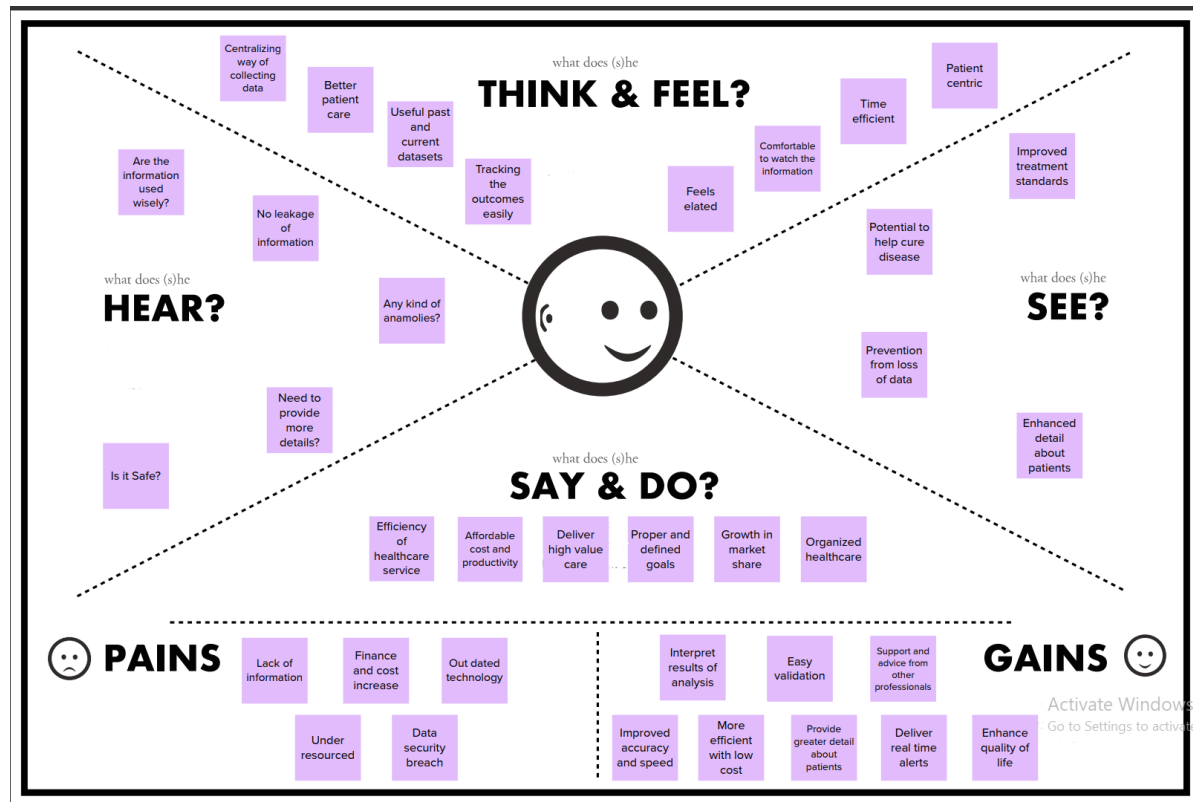 what does (s)he
THINK & FEEL?
Centralizing
way of
collecting
data
Better
patient
care
Useful past
and
current
datasets
Tracking
the
outcomes
easily
Feels
elated
Comfortable
to watch the
information
Time
efficient
Patient
centric
what does (s)he
HEAR?
Are the
information
used
wisely?
No leakage
of
information
Any kind of
anamolies?
Need to
provide
more
details?
Is it Safe?
what does (s)he
SEE?
Improved
treatment
standards
Potential to
help cure
disease
Prevention
from loss
of data
Enhanced
detail
about
patients
what does (s)he
SAY & DO?
Efficiency
of
healthcare
service
Affordable
cost and
productivity
Deliver
high value
care
Proper and
defined
goals
Growth in
market
share
Organized
healthcare
PAINS
Lack of
information
Finance
and cost
increase
Out dated
technology
Under
resourced
Data
security
breach
GAINS
Interpret
results of
analysis
Easy
validation
Support and
advice from
other
professionals
Improved
accuracy
and speed
More
efficient
with low
cost
Provide
greater detail
about
patients
Deliver
real time
alerts
Enhance
quality of
life
Activate Windows
Go to Settings to activate